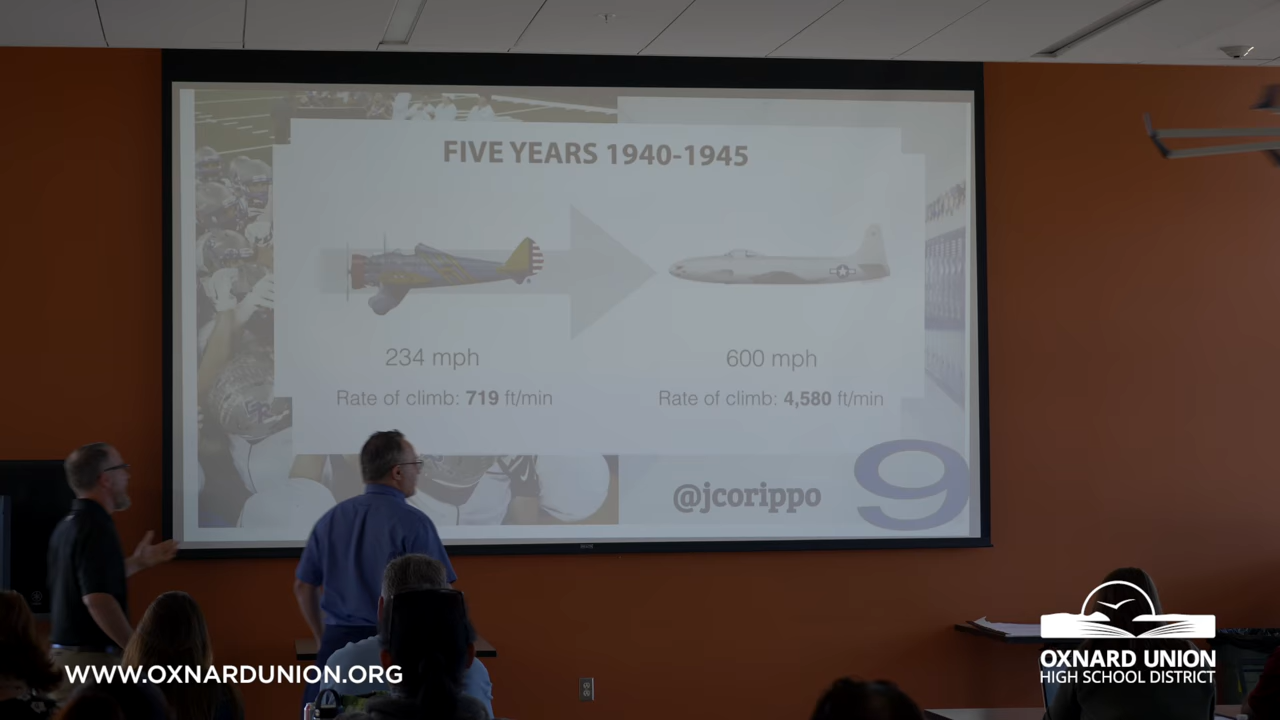 FIVE YEARS 1940-1945
234 mph
600 mph
Rate of climb: 719 ft/min
Rate of climb: 4,580 ft/min
@jcorippo
9
WWW.OXNARDUNION.ORG
OXNARD UNION
HIGH SCHOOL DISTRICT